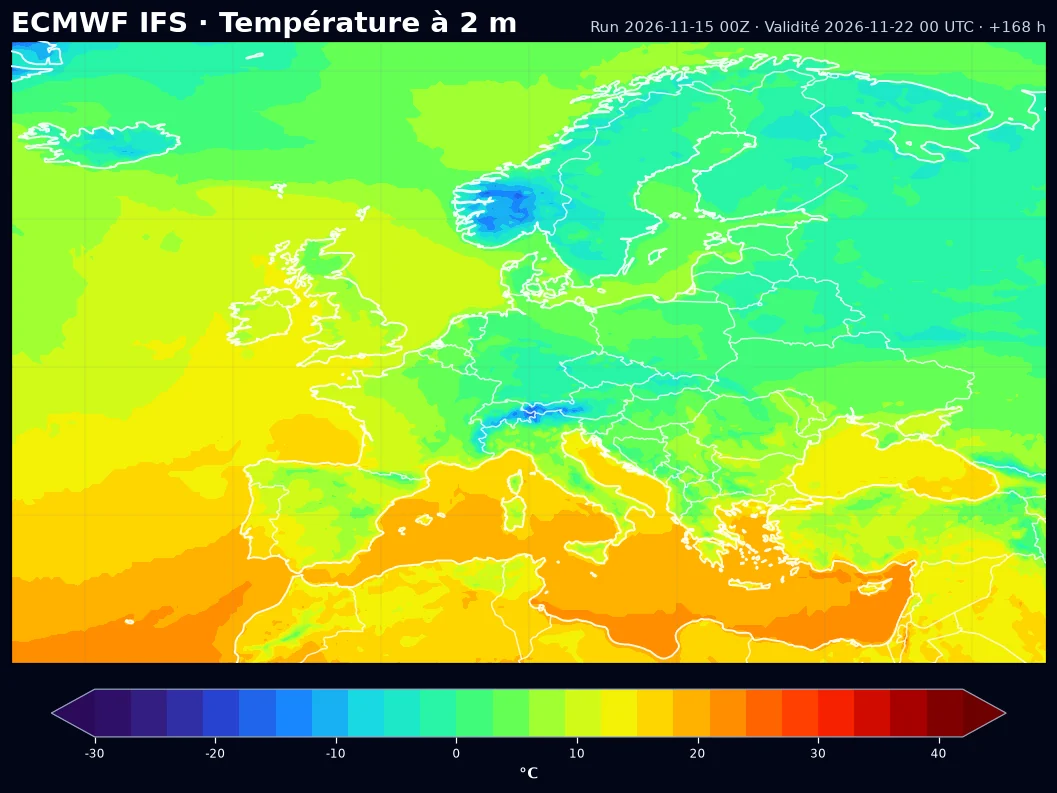 ECMWF IFS · Température à 2 m
Run 2026-11-15 00Z · Validité 2026-11-22 00 UTC · +168 h
-30 -20 -10 0 10 20 30 40
°C